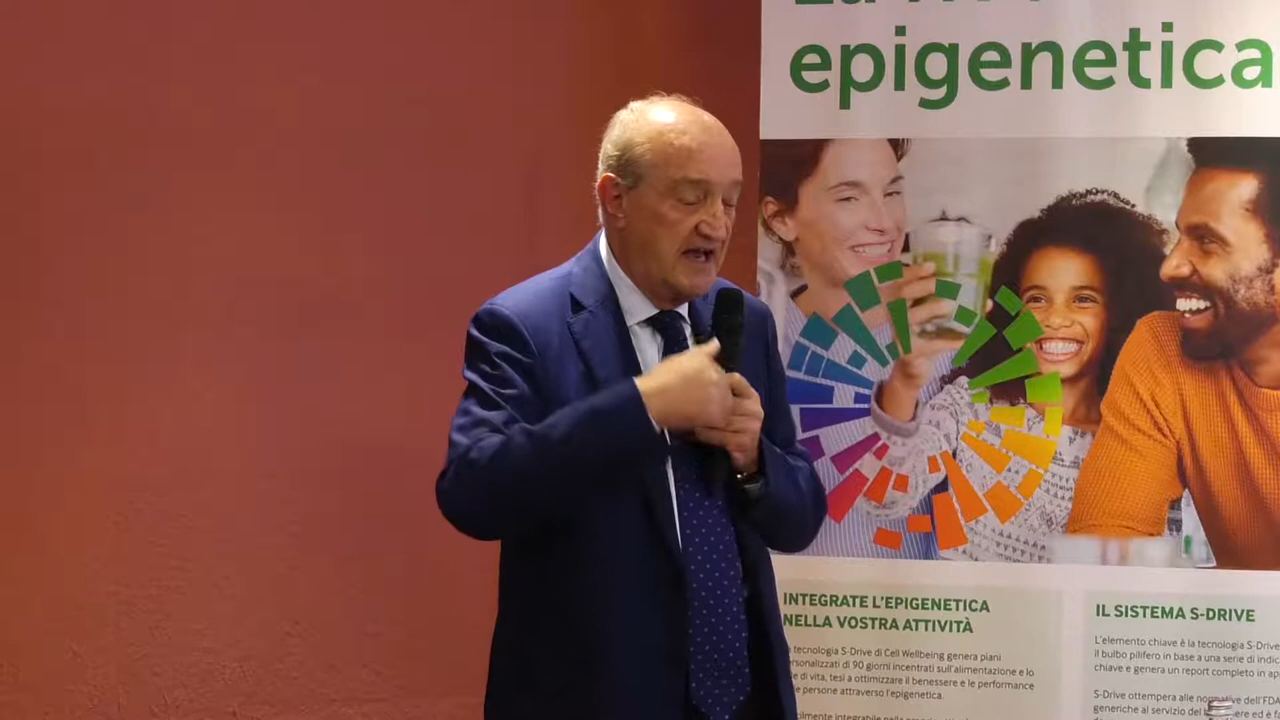 epigenetica
INTEGRATE L'EPIGENETICA
NELLA VOSTRA ATTIVITÀ
tecnologia S-Drive di Cell Wellbeing genera piani
personalizzati di 90 giorni incentrati sull'alimentazione e lo
di vita, tesi a ottimizzare il benessere e le performance
persone attraverso l'epigenetica.
IL SISTEMA S-DRIVE
L'elemento chiave è la tecnologia S-Drive
il bulbo pilifero in base a una serie di
chiave e genera un report completo in
S-Drive ottempera alle normative dell'FDA
generiche al servizio del